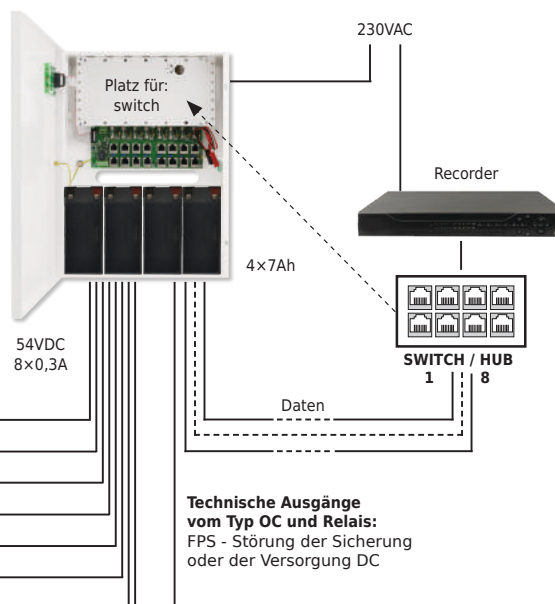 230VAC
Platz für:
switch
Recorder
4×7Ah
54VDC
8×0,3A
SWITCH / HUB
1 8
Daten
Technische Ausgänge
vom Typ OC und Relais:
FPS - Störung der Sicherung
oder der Versorgung DC